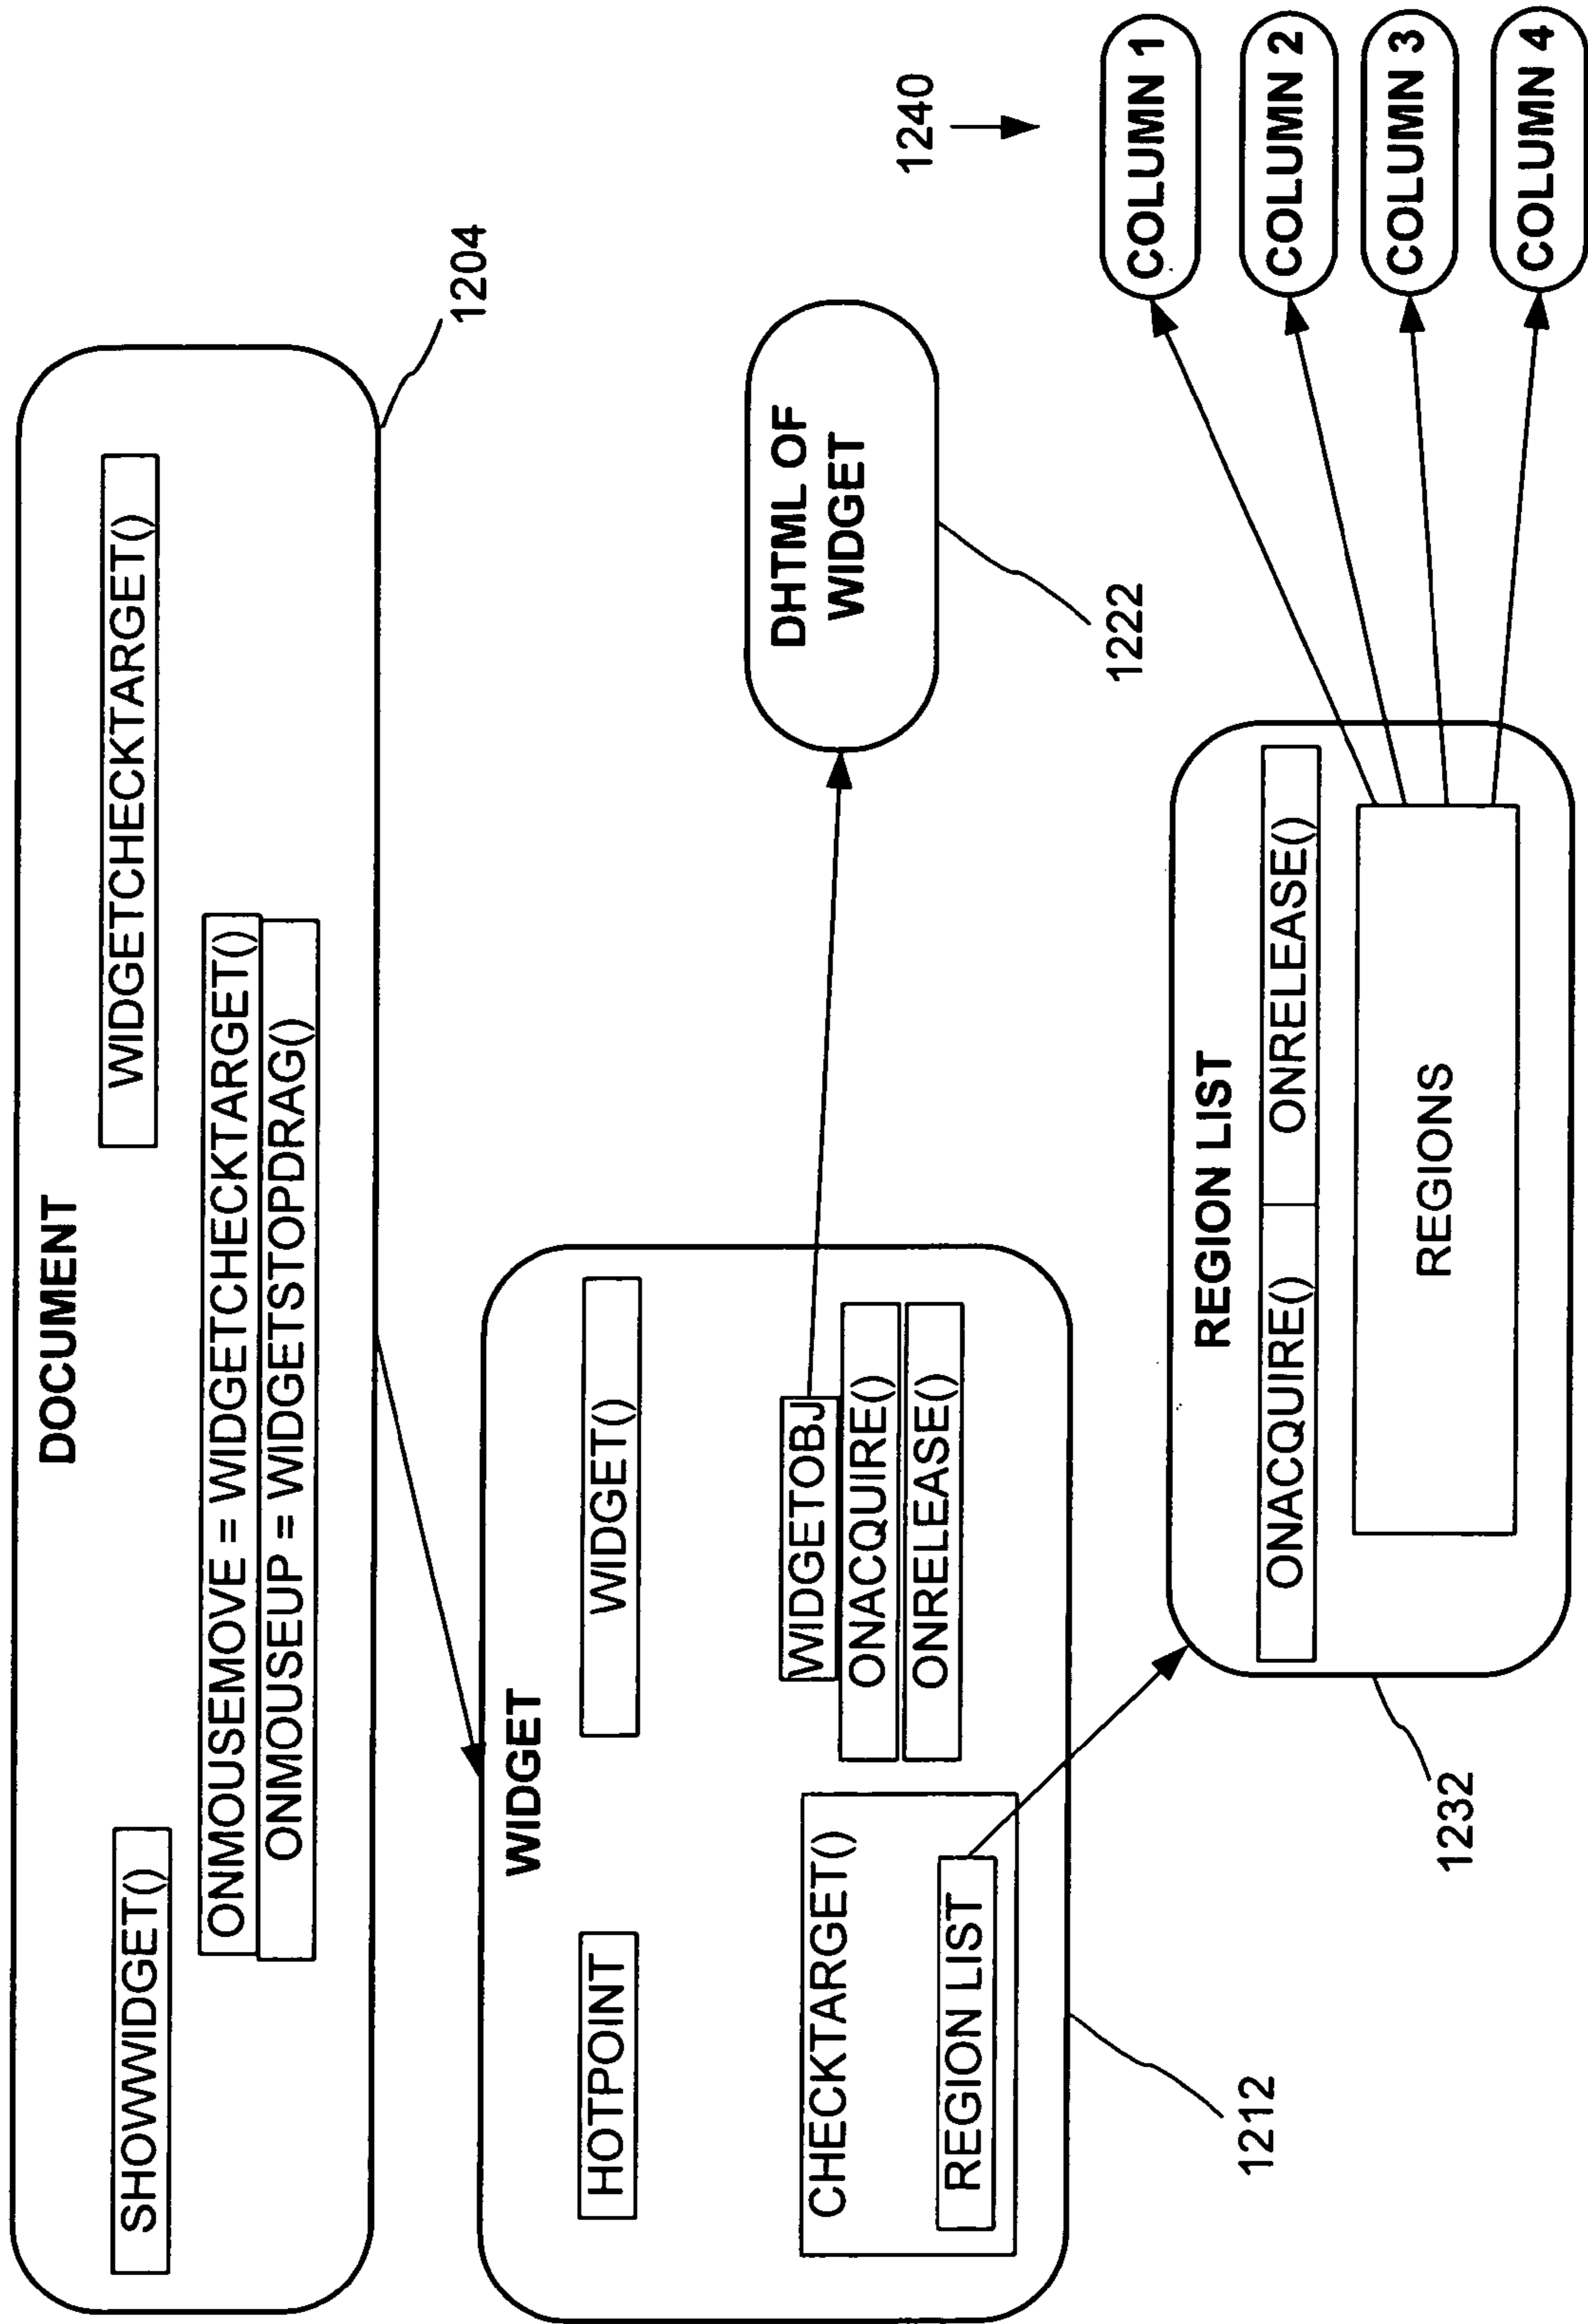 DOCUMENT
SHOWWIDGET()
WIDGETCHECKTARGET()
ONMOUSEMOVE = WIDGETCHECKTARGET()
ONMOUSEUP = WIDGETSTOPDRAG()
1204
WIDGET
HOTPOINT
WIDGET()
CHECKTARGET()
REGION LIST
WIDGETOBJ
ONACQUIRE()
ONRELEASE()
1212
DHTML OF
WIDGET
1222
REGION LIST
ONACQUIRE()
ONRELEASE()
REGIONS
1232
1240
COLUMN 1
COLUMN 2
COLUMN 3
COLUMN 4